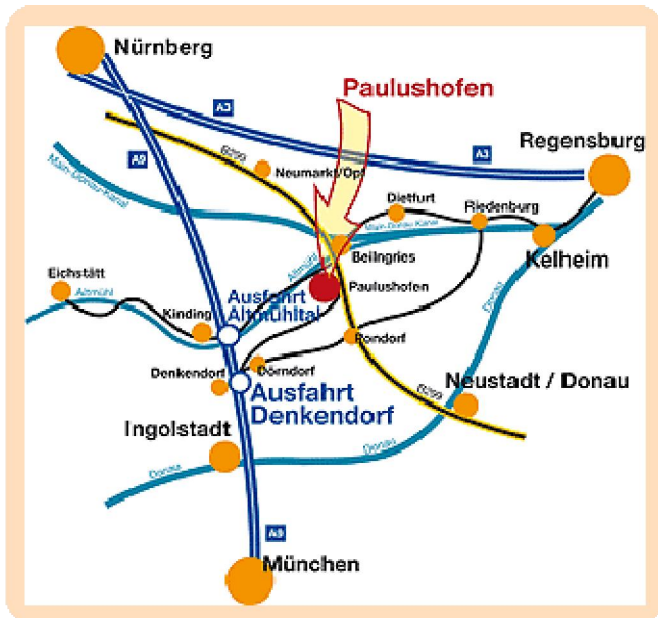 Nürnberg
Paulushofen
A3
A9
A3
Regensburg
B299
Neumarkt/Opf
Main-Donau-Kanal
Dietfurt
Riedenburg
Main-Donau-Kanal
Beilngries
Kelheim
Altmühl
Eichstätt
Altmühl
Paulushofen
Donau
Ausfahrt
Altmühltal
Kinding
Pondorf
Denkendorf
Dörndorf
Ausfahrt
Denkendorf
B299
Neustadt / Donau
Ingolstadt
Donau
Donau
A9
München